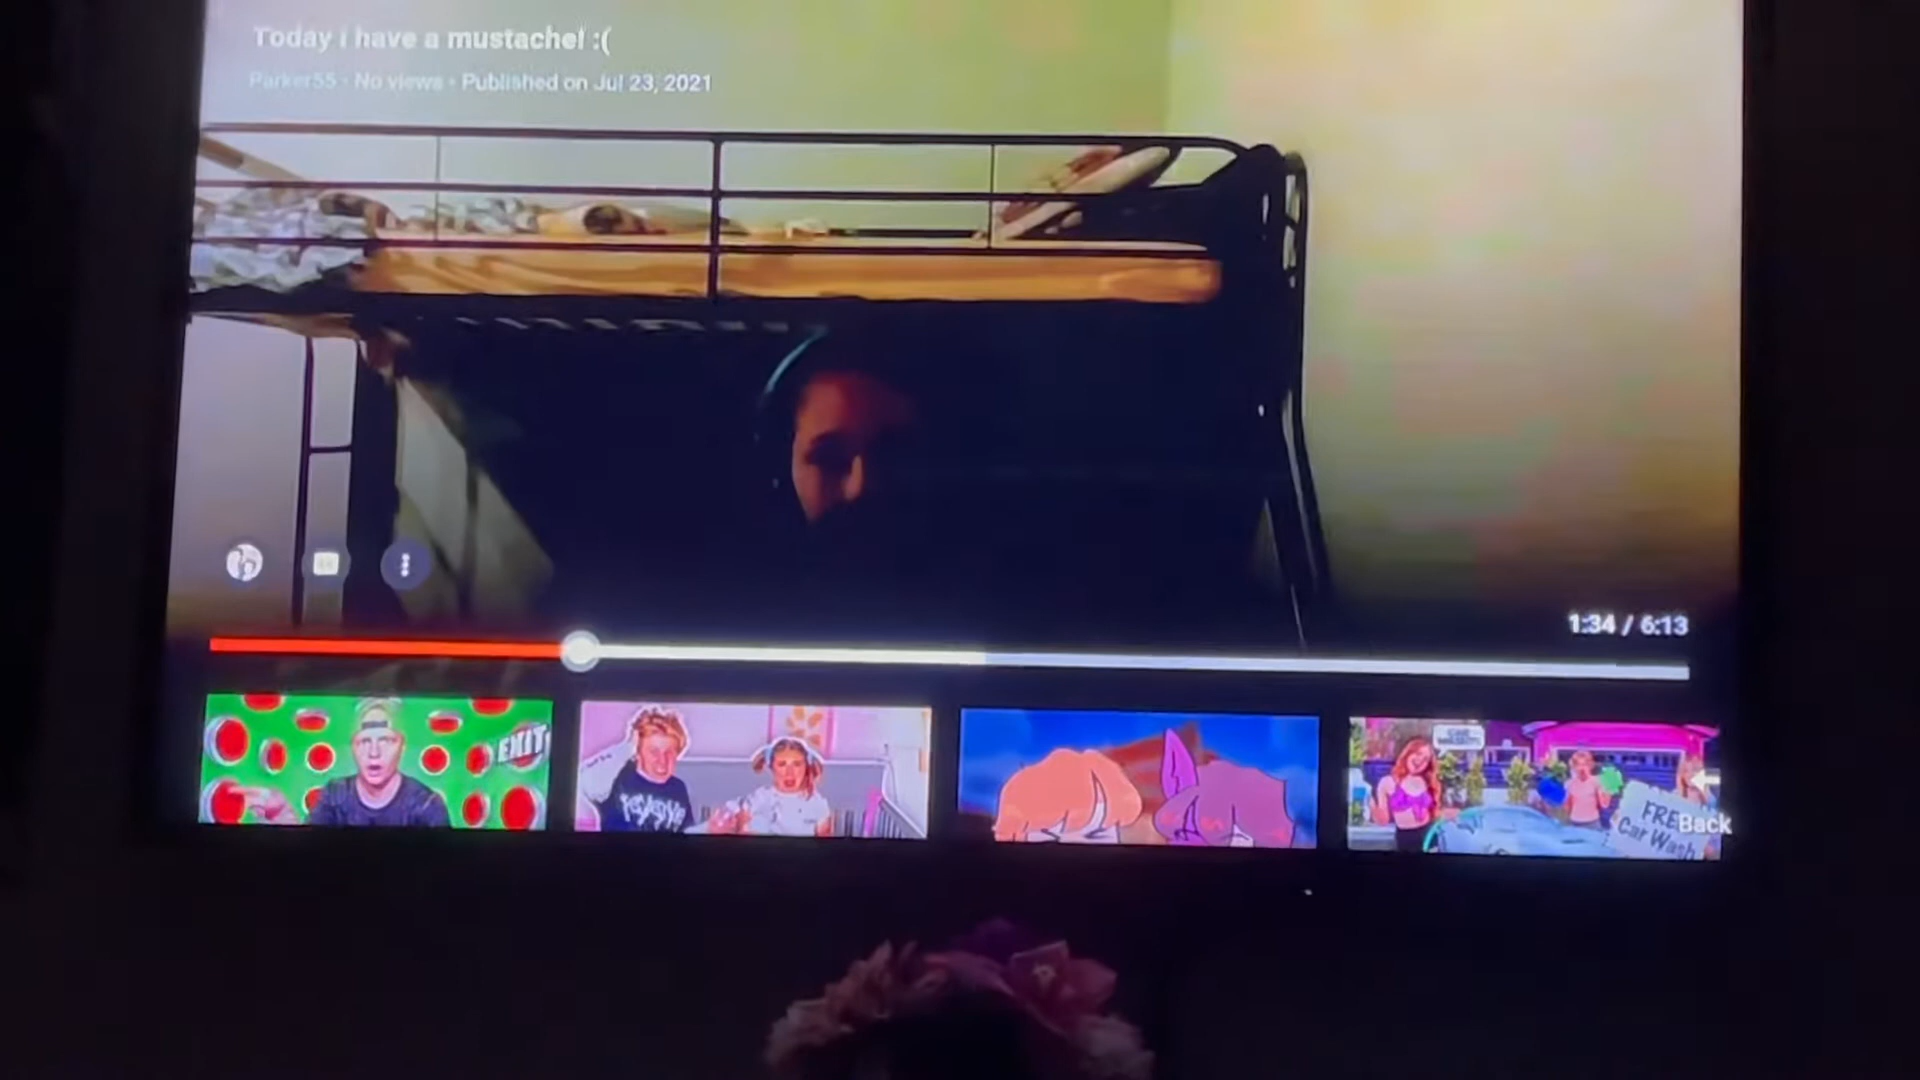 Today i have a mustache! :(
Parker55 • No views • Published on Jul 23, 2021
1:34 / 6:13
EXIT
FREE
Car Wash
Back